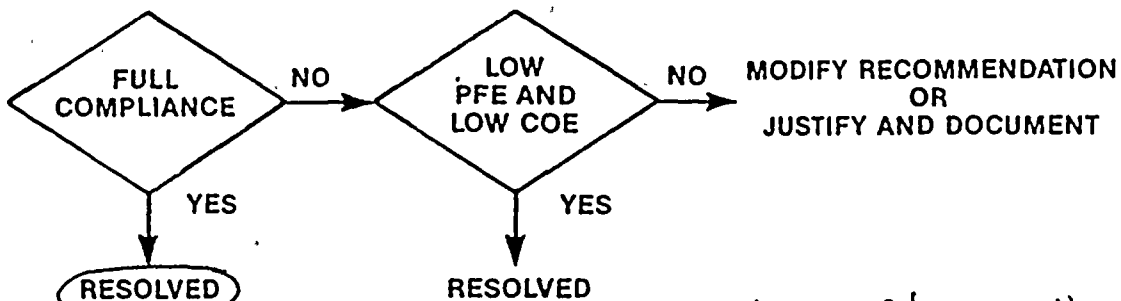 FULL
COMPLIANCE
NO
LOW
PFE AND
LOW COE
NO
MODIFY RECOMMENDATION
OR
JUSTIFY AND DOCUMENT
YES
YES
RESOLVED
RESOLVED